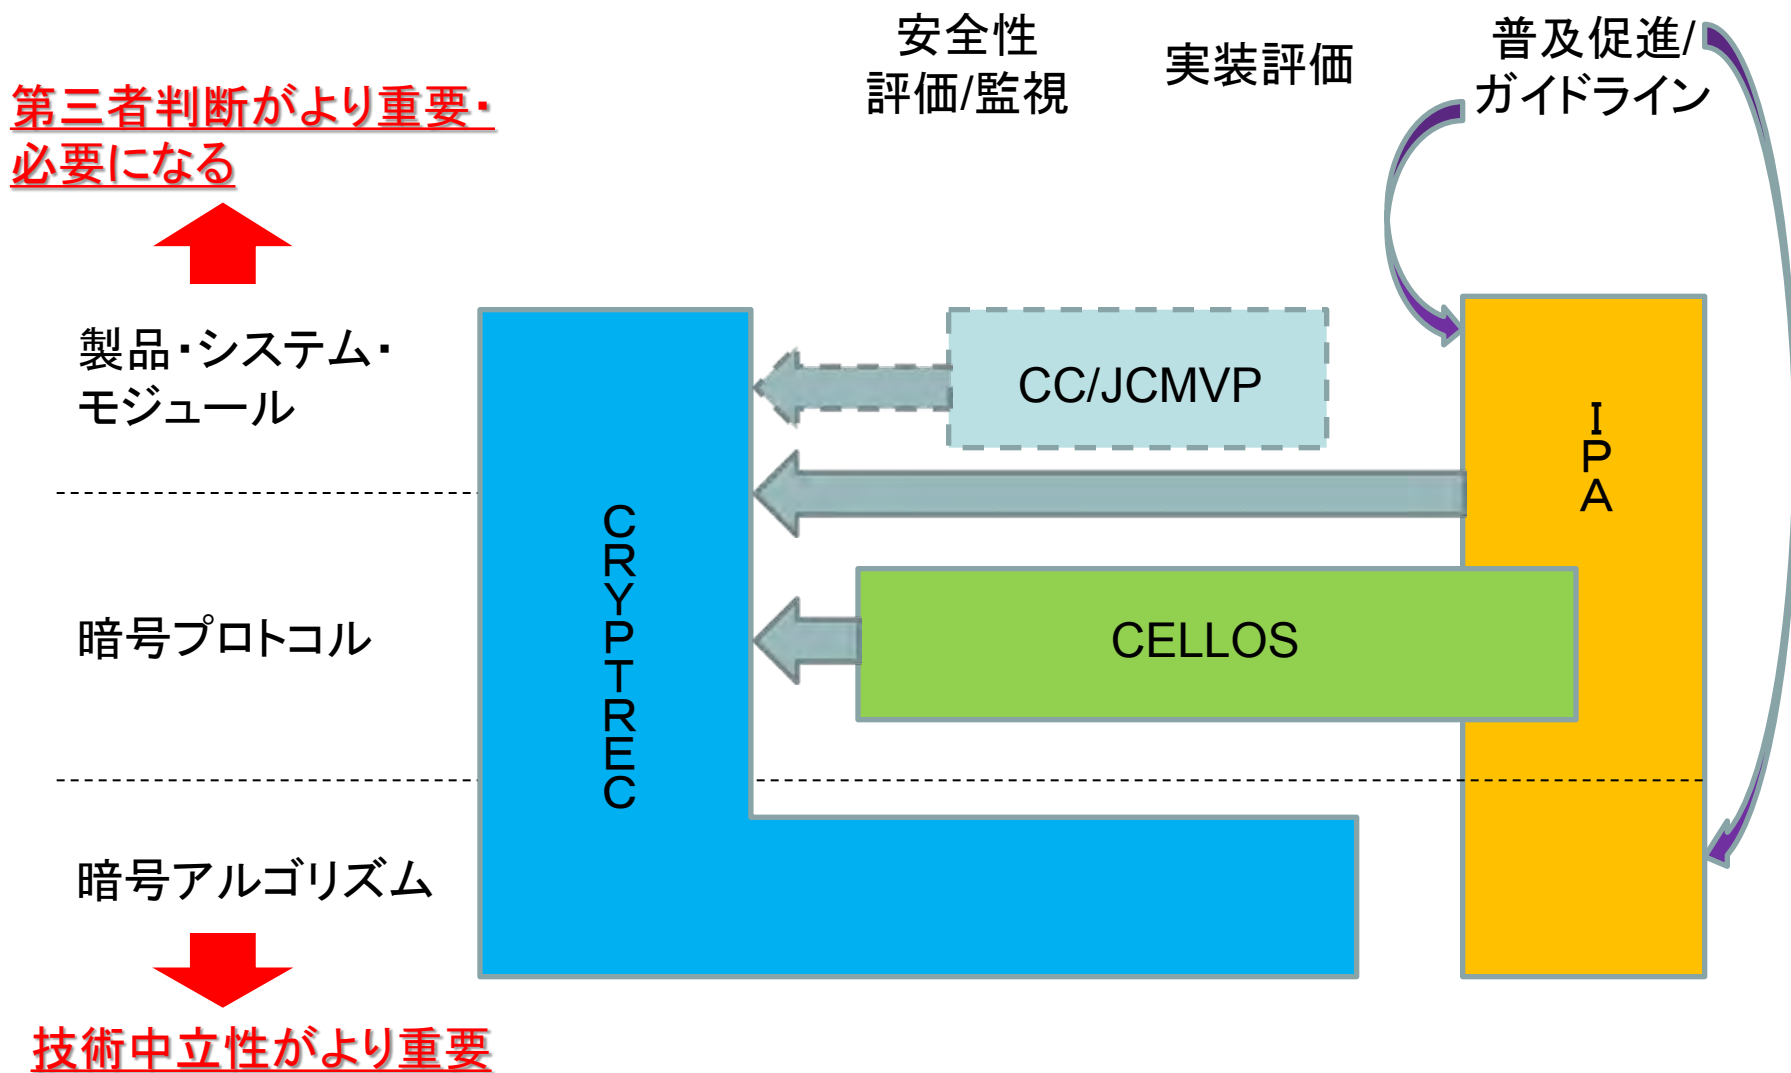 安全性
評価/監視
実装評価
普及促進/
ガイドライン
第三者判断がより重要・
必要になる
製品・システム・
モジュール
CC/JCMVP
IPA
CRYPTREC
暗号プロトコル
CELLOS
暗号アルゴリズム
技術中立性がより重要